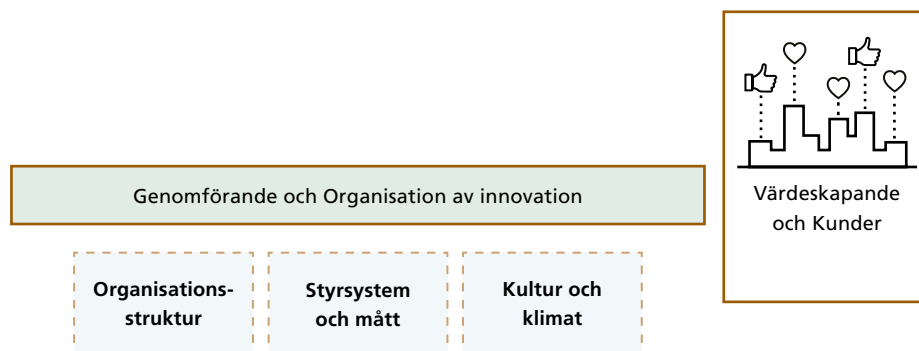 Genomförande och Organisation av innovation
Värdeskapande
och Kunder
Organisations-
struktur
Styrsystem
och mått
Kultur och
klimat